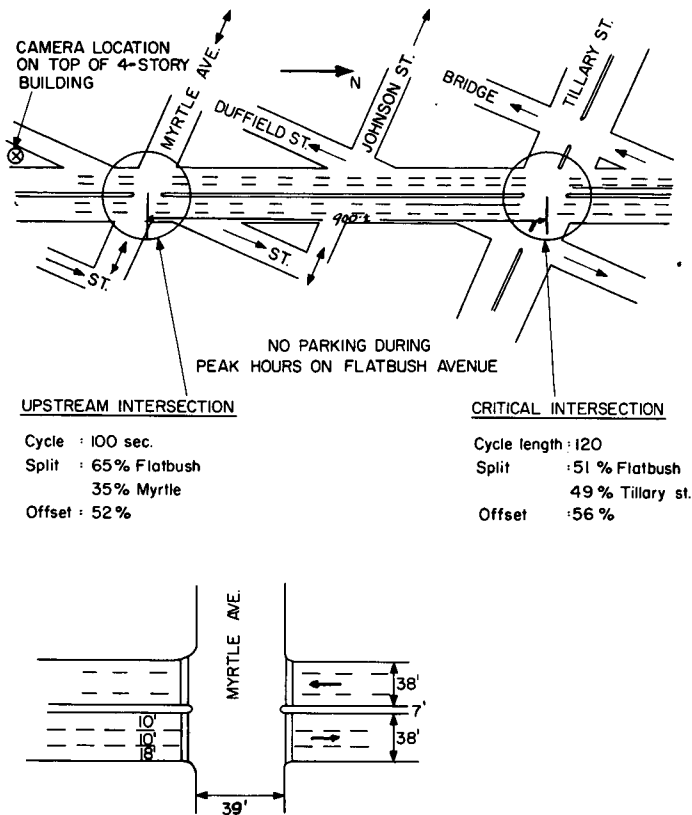 CAMERA LOCATION
ON TOP OF 4-STORY
BUILDING
MYRTLE AVE.
N
DUFFIELD ST.
JOHNSON ST.
BRIDGE
TILLARY ST.
900'±
ST.
ST.
NO PARKING DURING
PEAK HOURS ON FLATBUSH AVENUE
UPSTREAM INTERSECTION
Cycle : 100 sec.
Split : 65% Flatbush
35% Myrtle
Offset : 52%
CRITICAL INTERSECTION
Cycle length : 120
Split : 51 % Flatbush
49 % Tillary st.
Offset : 56 %
MYRTLE AVE.
38'
7'
10'
10'
18'
38'
39'